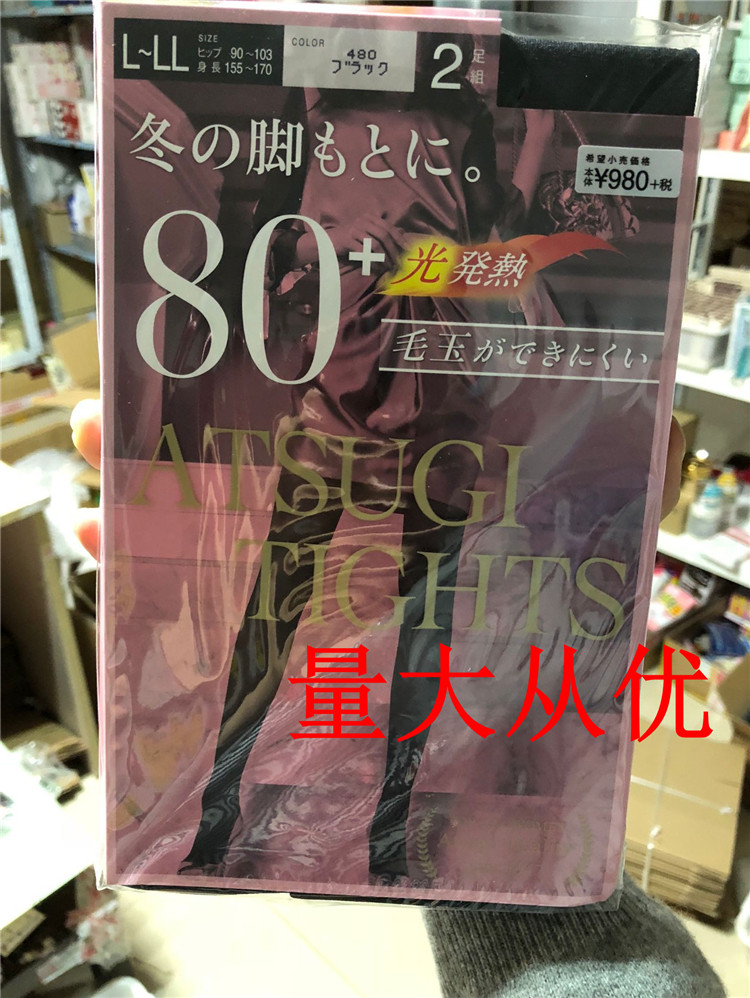 L~LL
SIZE
ヒップ 90~103
身長 155~170
COLOR
480
ブラック
2足組
冬の脚もとに。
希望小売価格
本体 ¥980+税
80+
光発熱
毛玉ができにくい
ATSUGI
TIGHTS
量大从优